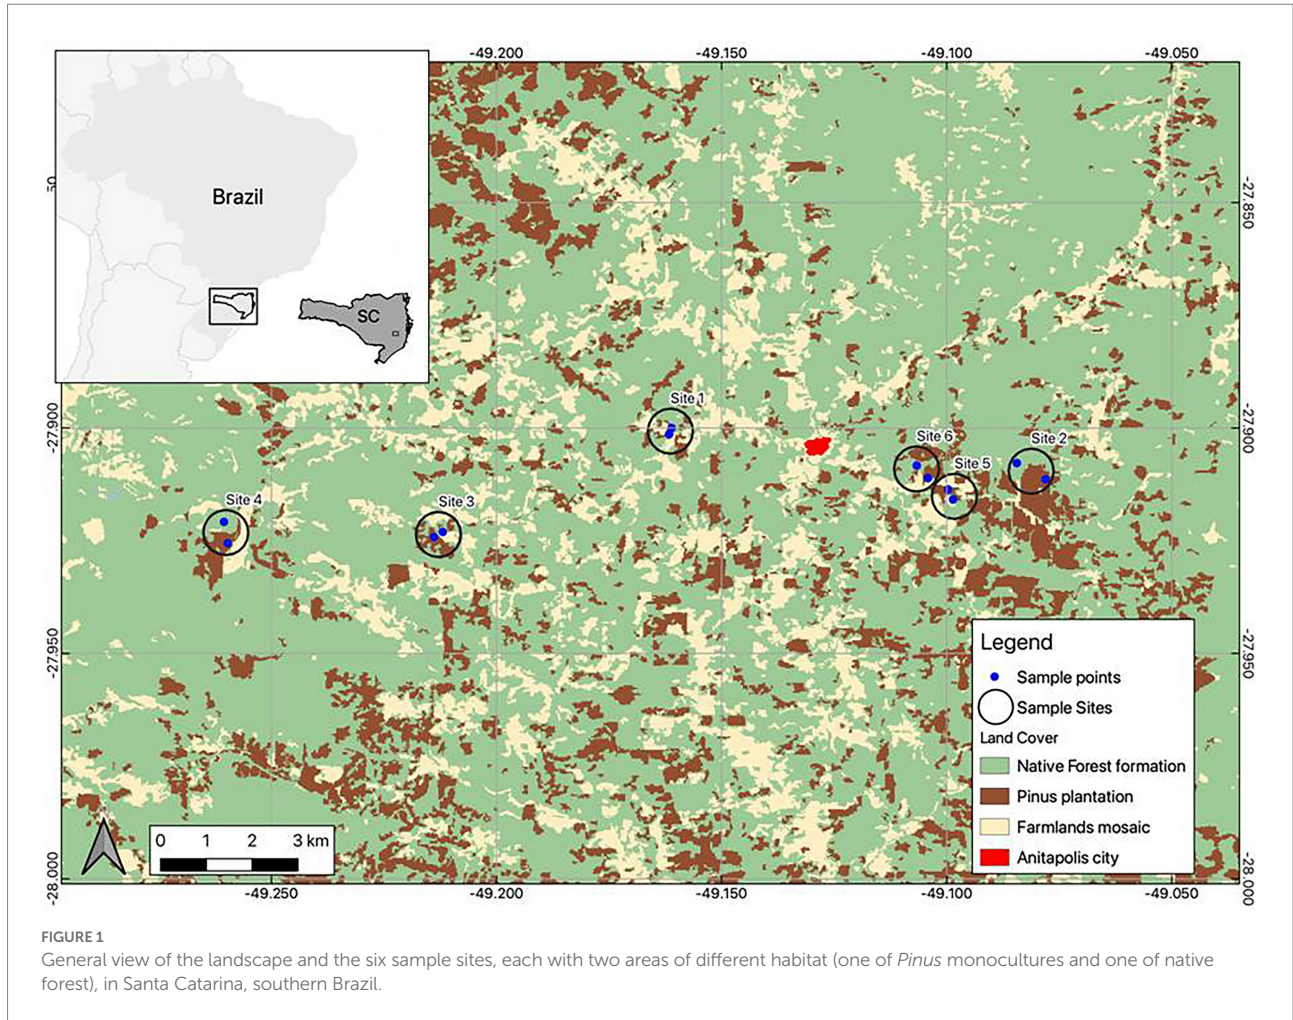 -49.200 -49.150 -49.100 -49.050
Brazil
SC
-27.850
-27.900 -27.900
-27.950 -27.950
-28.000 -28.000
Site 1
Site 6
Site 2
Site 5
Site 4
Site 3
Legend
Sample points
Sample Sites
Land Cover
Native Forest formation
Pinus plantation
Farmlands mosaic
Anitapolis city
0 1 2 3 km
-49.250 -49.200 -49.150 -49.100 -49.050
FIGURE 1
General view of the landscape and the six sample sites, each with two areas of different habitat (one of Pinus monocultures and one of native
forest), in Santa Catarina, southern Brazil.